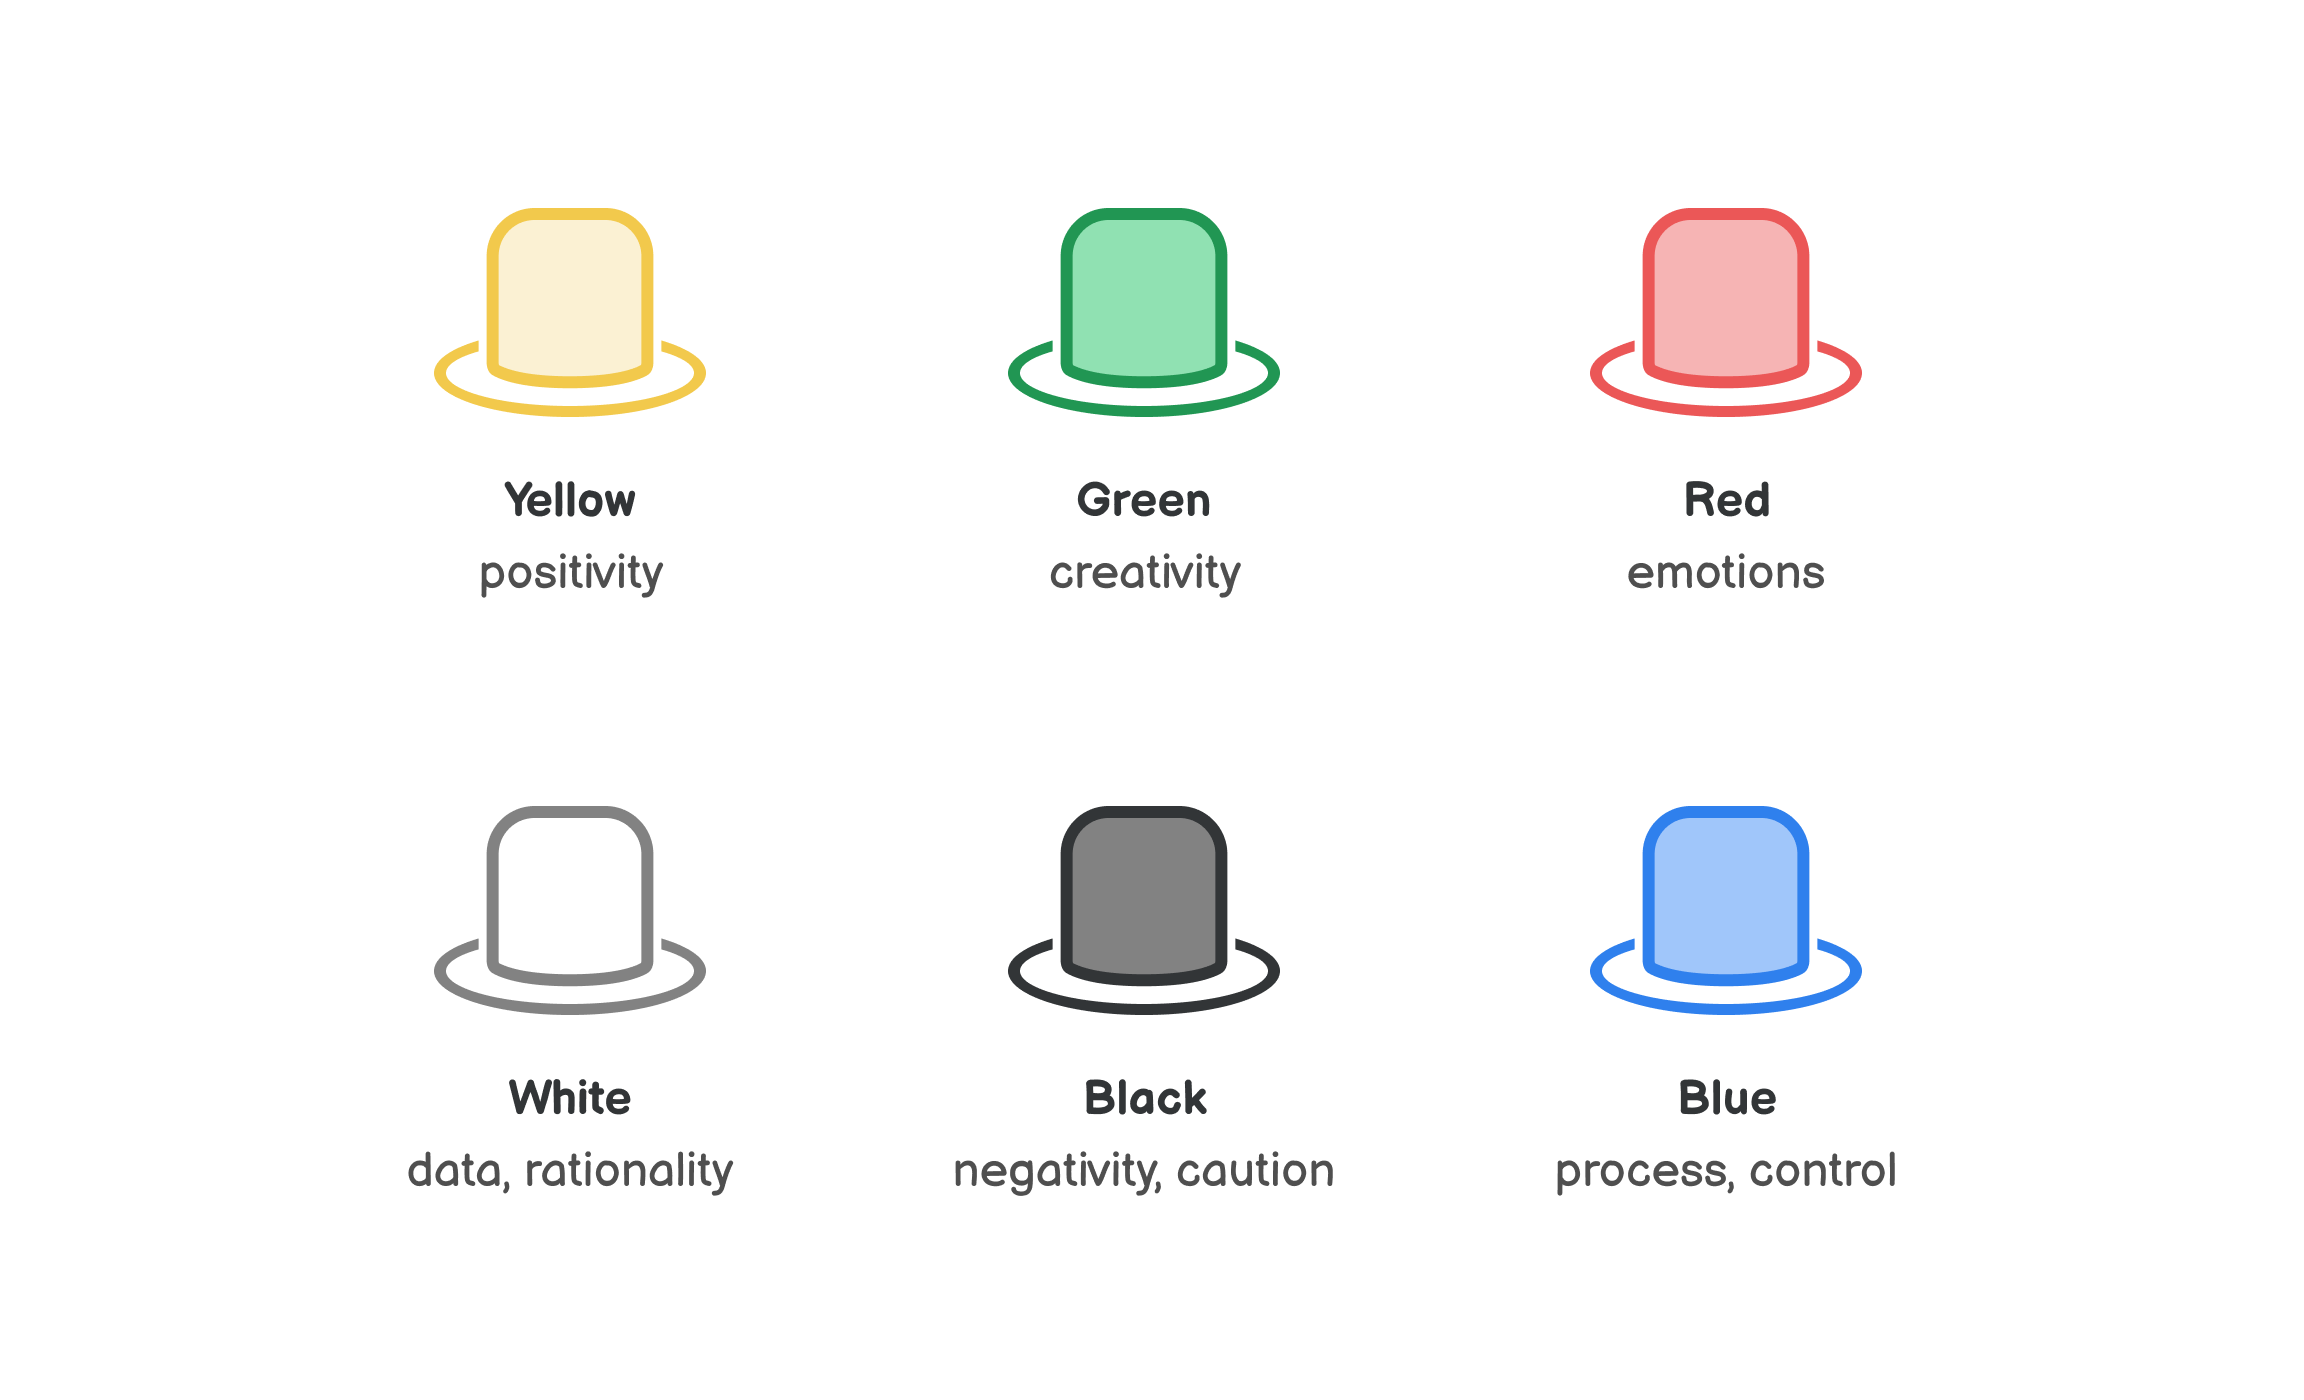 Yellow
positivity
Green
creativity
Red
emotions
White
data, rationality
Black
negativity, caution
Blue
process, control